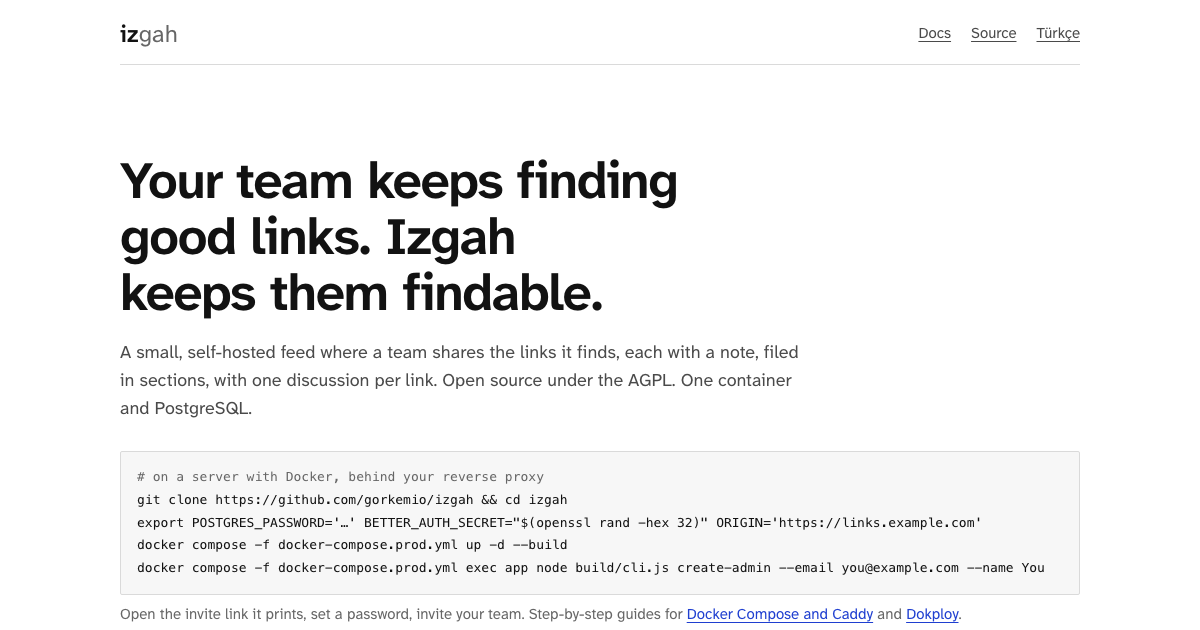 izgah
Docs Source Türkçe
Your team keeps finding
good links. Izgah
keeps them findable.
A small, self-hosted feed where a team shares the links it finds, each with a note, filed
in sections, with one discussion per link. Open source under the AGPL. One container
and PostgreSQL.
# on a server with Docker, behind your reverse proxy
git clone https://github.com/gorkemio/izgah && cd izgah
export POSTGRES_PASSWORD='…' BETTER_AUTH_SECRET="$(openssl rand -hex 32)" ORIGIN='https://links.example.com'
docker compose -f docker-compose.prod.yml up -d --build
docker compose -f docker-compose.prod.yml exec app node build/cli.js create-admin --email you@example.com --name You
Open the invite link it prints, set a password, invite your team. Step-by-step guides for Docker Compose and Caddy and Dokploy.